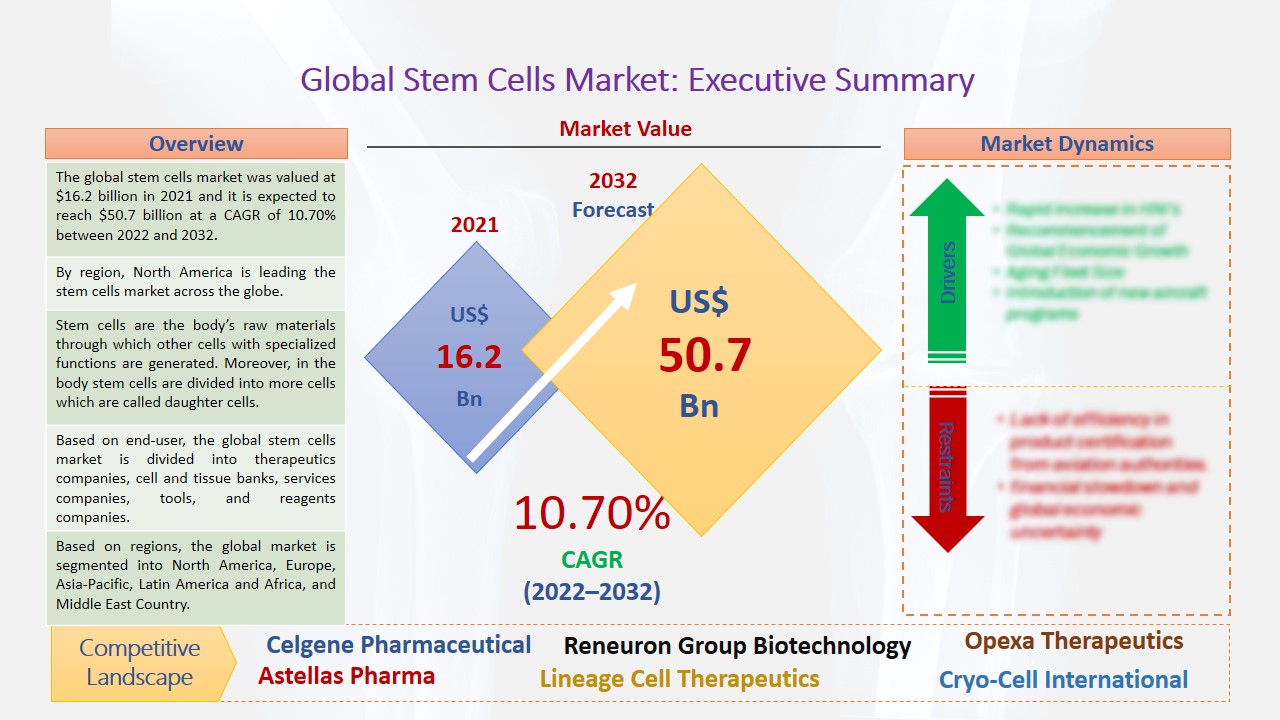 Global Stem Cells Market: Executive Summary
Overview
The global stem cells market was valued at
$16.2 billion in 2021 and it is expected to
reach $50.7 billion at a CAGR of 10.70%
between 2022 and 2032.
By region, North America is leading the
stem cells market across the globe.
Stem cells are the body’s raw materials
through which other cells with specialized
functions are generated. Moreover, in the
body stem cells are divided into more cells
which are called daughter cells.
Based on end-user, the global stem cells
market is divided into therapeutics
companies, cell and tissue banks, services
companies, tools, and reagents
companies.
Based on regions, the global market is
segmented into North America, Europe,
Asia-Pacific, Latin America and Africa, and
Middle East Country.
Market Value
2021
US$
16.2
Bn
2032
Forecast
US$
50.7
Bn
10.70%
CAGR
(2022–2032)
Market Dynamics
Drivers
Restraints
Competitive
Landscape
Celgene Pharmaceutical
Reneuron Group Biotechnology
Opexa Therapeutics
Astellas Pharma
Lineage Cell Therapeutics
Cryo-Cell International